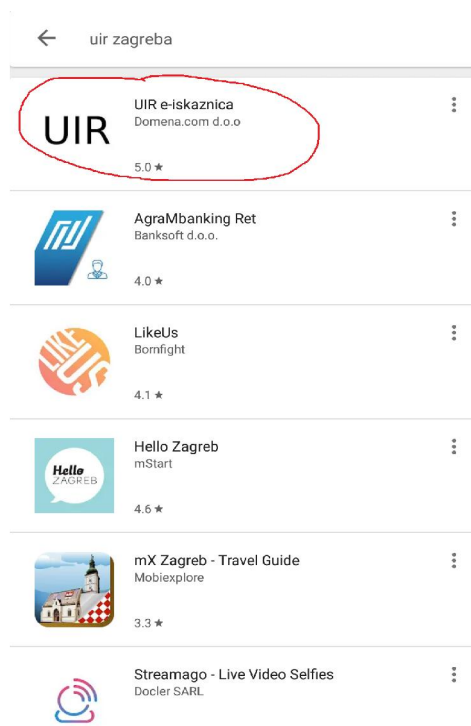 uir zagreba
UIR
UIR e-iskaznica
Domena.com d.o.o
5.0 ★
AgraMbanking Ret
Banksoft d.o.o.
4.0 ★
LIKE
US
LikeUs
Bornfight
4.1 ★
Hello
ZAGREB
Hello Zagreb
mStart
4.6 ★
mX Zagreb - Travel Guide
Mobiexplore
3.3 ★
Streamago - Live Video Selfies
Docler SARL